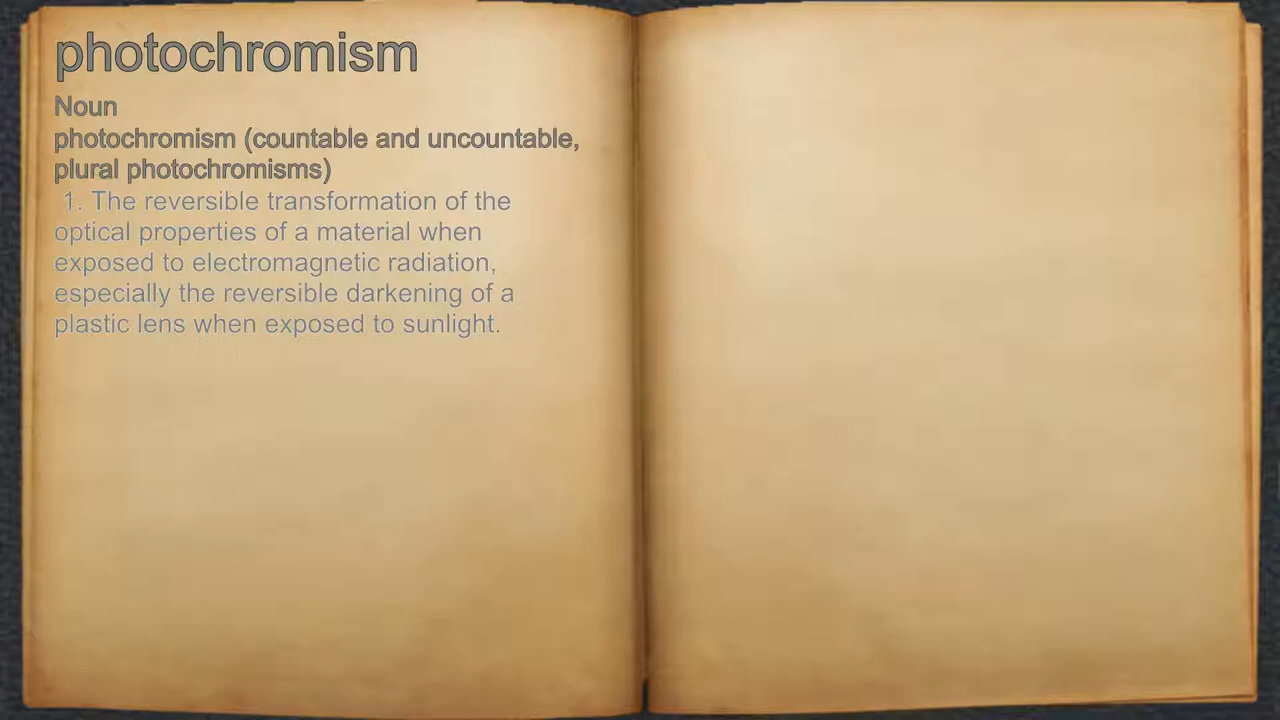 photochromism
Noun
photochromism (countable and uncountable,
plural photochromisms)
1. The reversible transformation of the
optical properties of a material when
exposed to electromagnetic radiation,
especially the reversible darkening of a
plastic lens when exposed to sunlight.